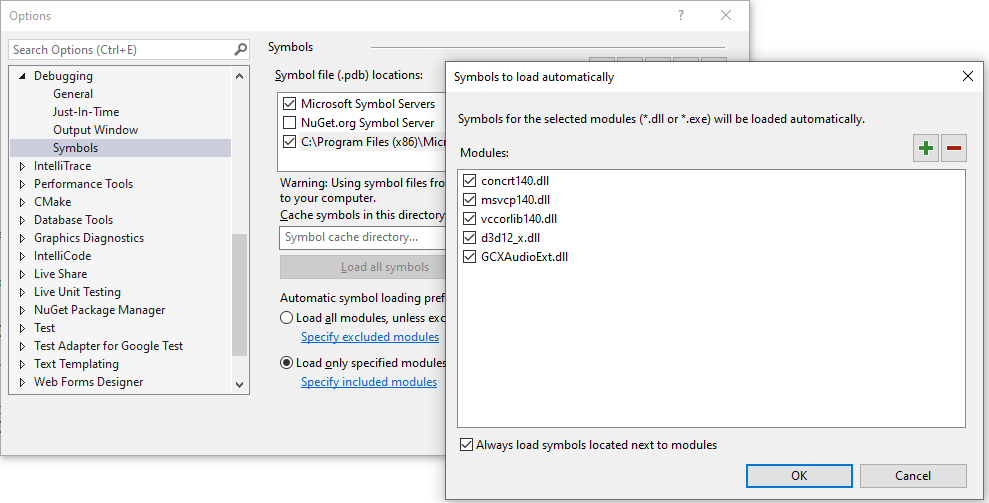 Options
?
Search Options (Ctrl+E)
Debugging
General
Just-In-Time
Output Window
Symbols
IntelliTrace
Performance Tools
CMake
Database Tools
Graphics Diagnostics
IntelliCode
Live Share
Live Unit Testing
NuGet Package Manager
Test
Test Adapter for Google Test
Text Templating
Web Forms Designer
Symbols
Symbol file (.pdb) locations:
Microsoft Symbol Servers
NuGet.org Symbol Server
C:\Program Files (x86)\Micr
Warning: Using symbol files fro
to your computer.
Cache symbols in this directory
Symbol cache directory...
Load all symbols
Automatic symbol loading pref
Load all modules, unless exc
Specify excluded modules
Load only specified modules
Specify included modules
Symbols to load automatically
Symbols for the selected modules (*.dll or *.exe) will be loaded automatically.
Modules:
concrt140.dll
msvcp140.dll
vccorlib140.dll
d3d12_x.dll
GCXAudioExt.dll
Always load symbols located next to modules
OK
Cancel